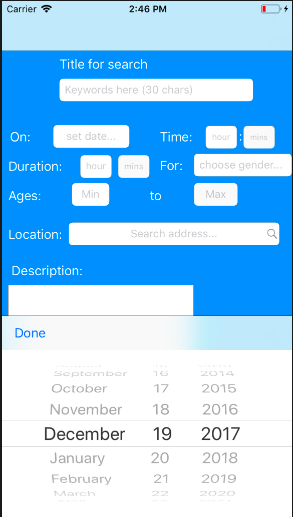 Carrier 2:46 PM
Title for search
Keywords here (30 chars)
On: set date... Time: hour : mins
Duration: hour mins For: choose gender...
Ages: Min to Max
Location: Search address...
Description:
Done
September 16 2014
October 17 2015
November 18 2016
December 19 2017
January 20 2018
February 21 2019
March 22 2020